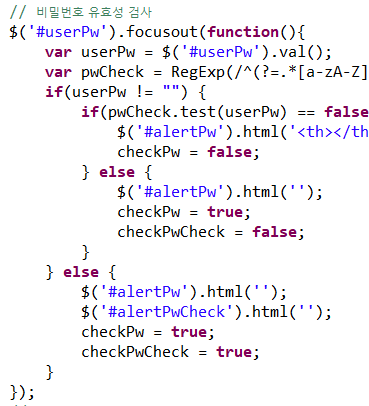 // 비밀번호 유효성 검사
$('#userPw').focusout(function(){
    var userPw = $('#userPw').val();
    var pwCheck = RegExp(/^(?=.*[a-zA-Z]
    if(userPw != "") {
        if(pwCheck.test(userPw) == false
            $('#alertPw').html('<th></th
            checkPw = false;
        } else {
            $('#alertPw').html('');
            checkPw = true;
            checkPwCheck = false;
        }
    } else {
        $('#alertPw').html('');
        $('#alertPwCheck').html('');
        checkPw = true;
        checkPwCheck = true;
    }
});